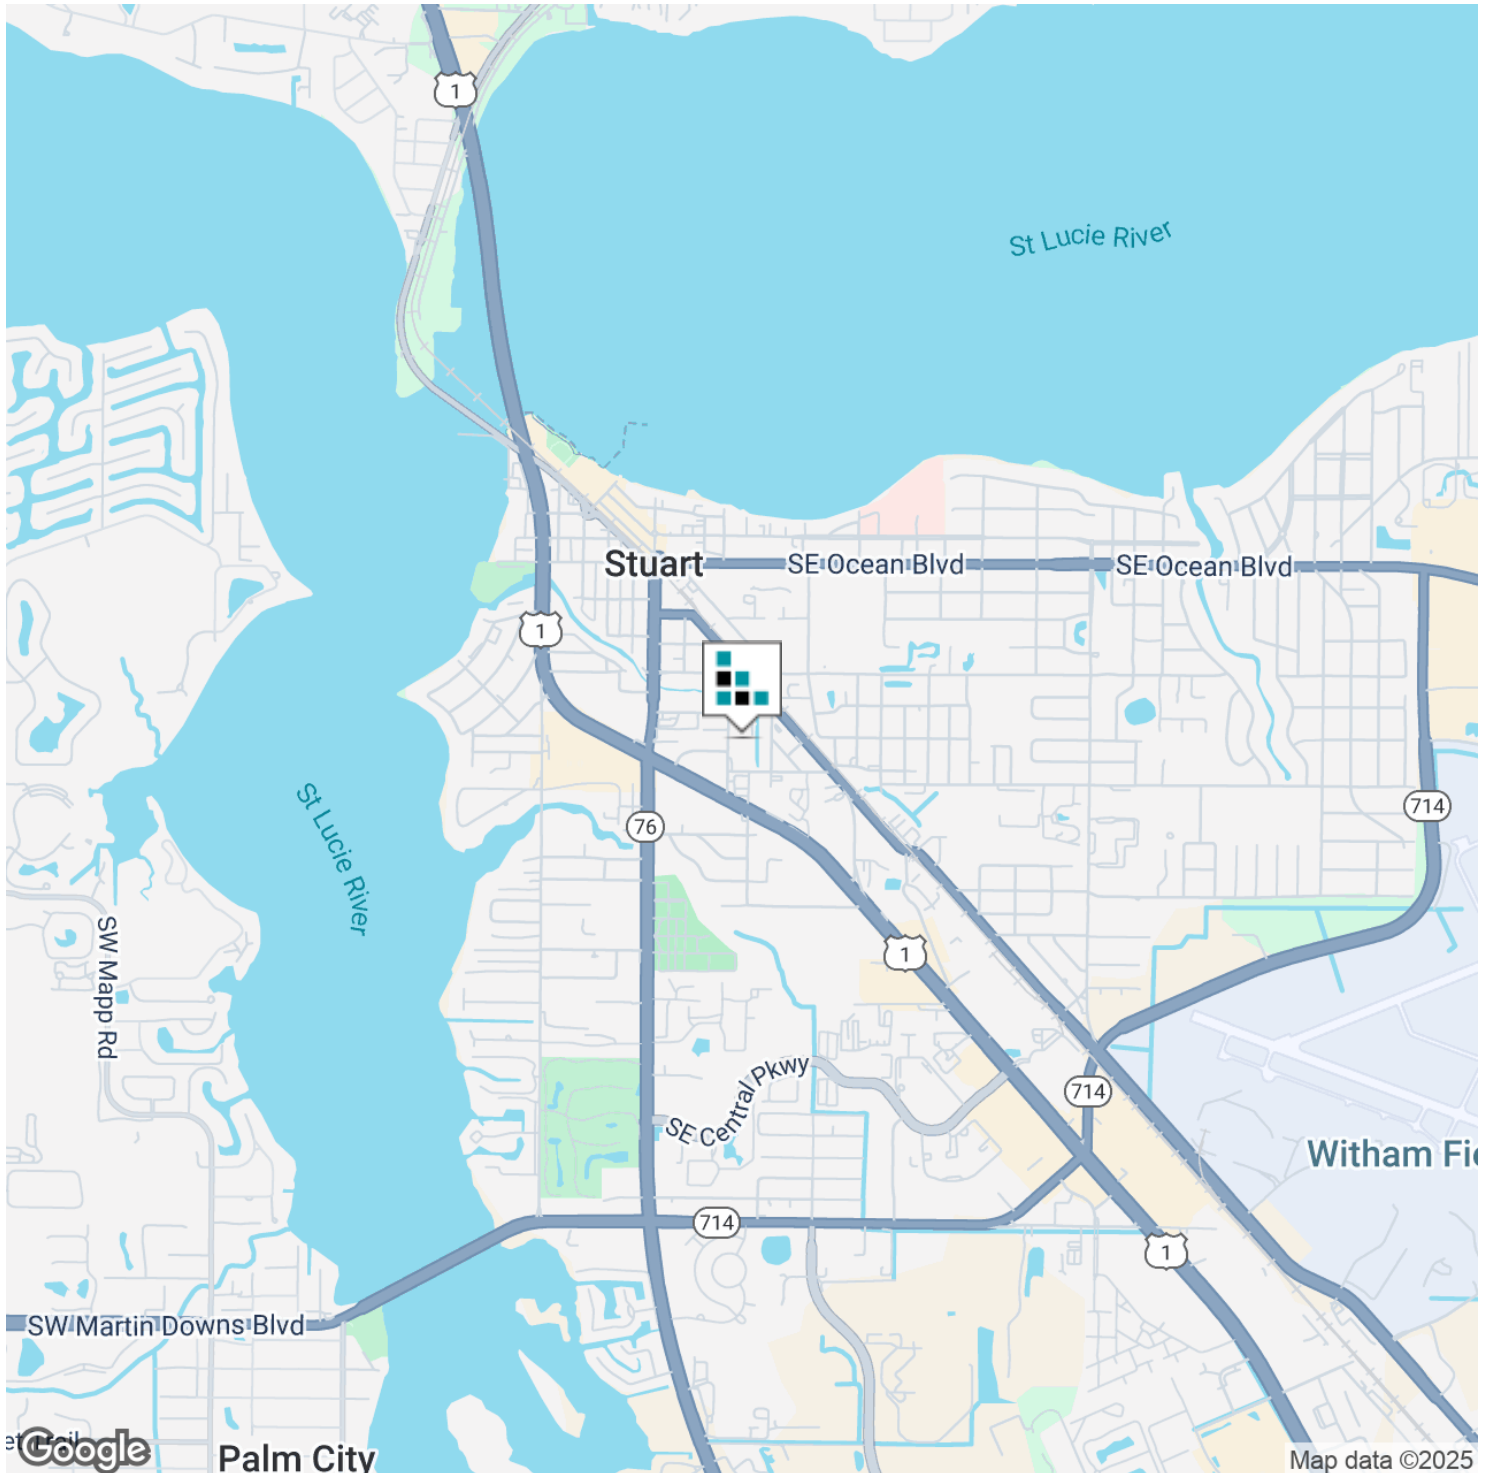 1
St Lucie River
Stuart
SE Ocean Blvd
SE Ocean Blvd
1
714
76
St Lucie River
SW Mapp Rd
1
SE Central Pkwy
714
Witham Fie
714
1
SW Martin Downs Blvd
Google
Palm City
Map data ©2025